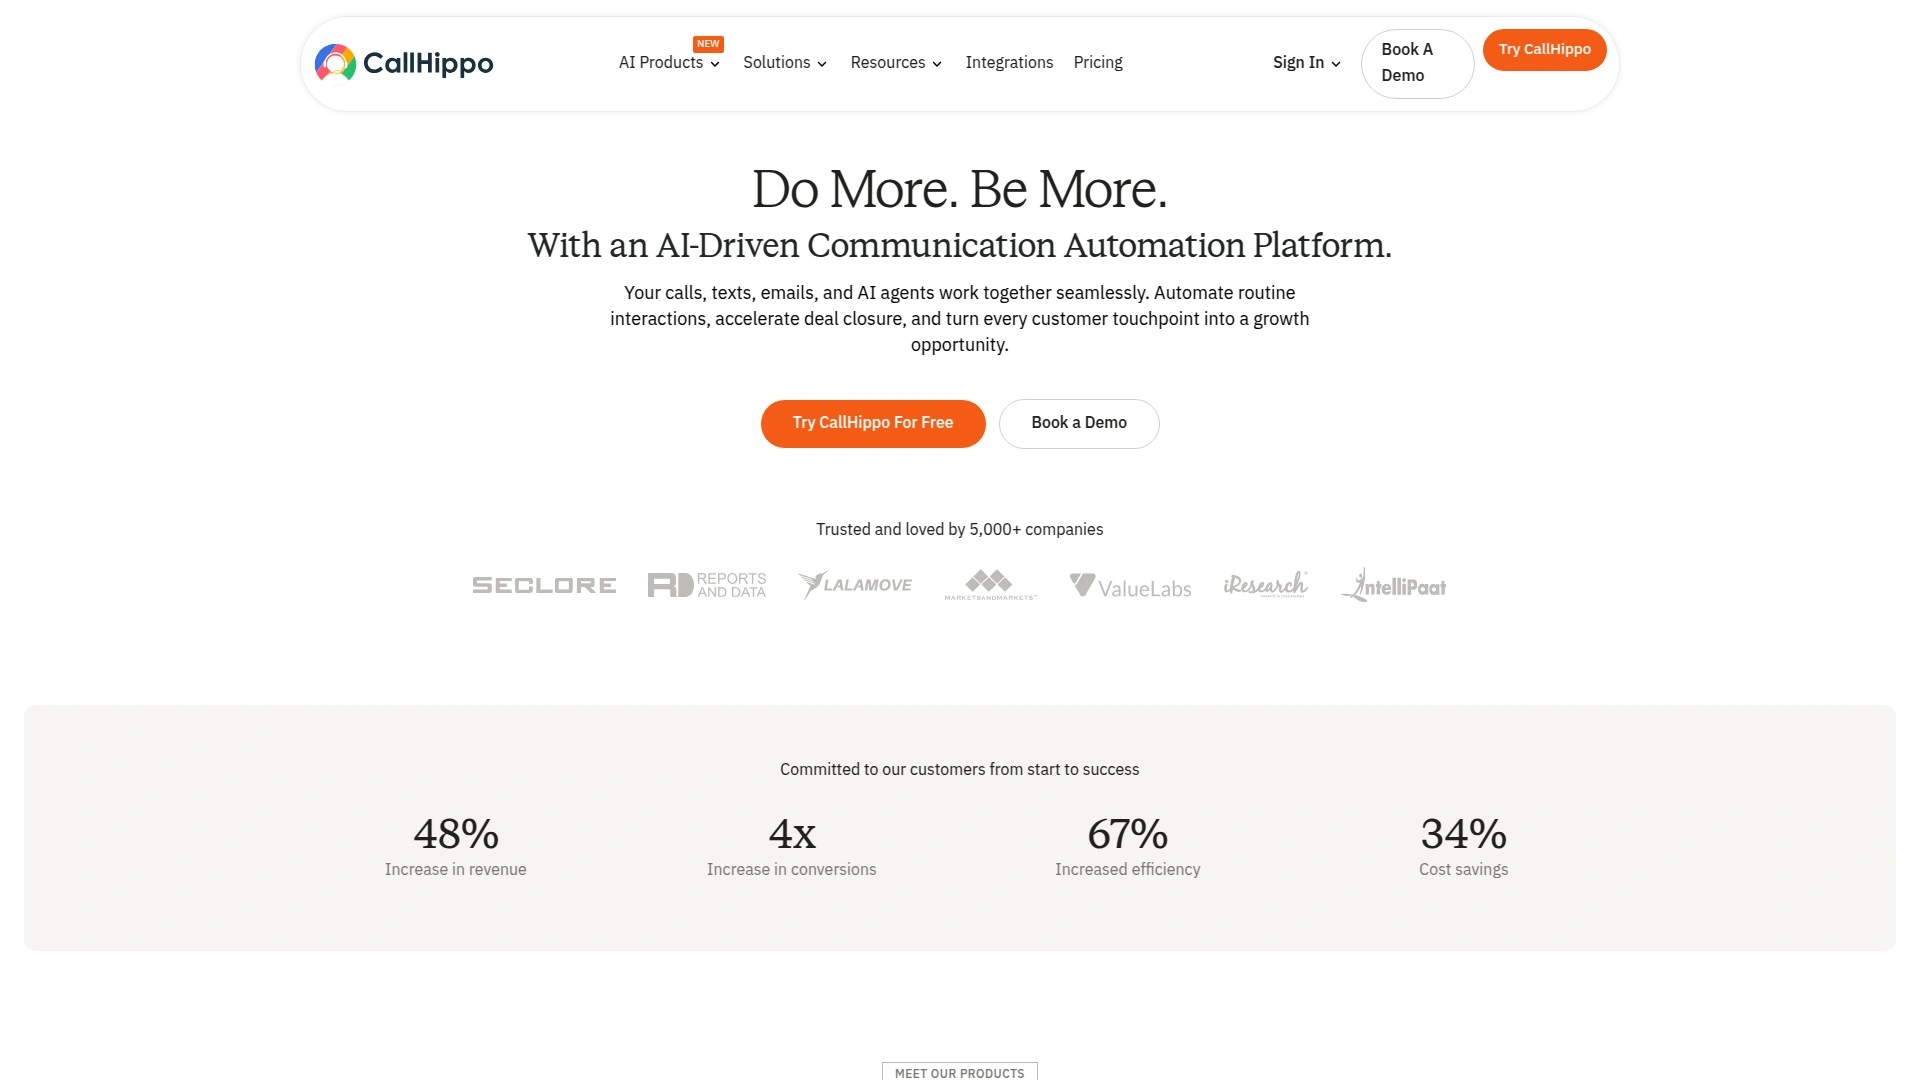 CallHippo
AI Products
NEW
Solutions
Resources
Integrations
Pricing
Sign In
Book A
Demo
Try CallHippo
Do More. Be More.
With an AI-Driven Communication Automation Platform.
Your calls, texts, emails, and AI agents work together seamlessly. Automate routine
interactions, accelerate deal closure, and turn every customer touchpoint into a growth
opportunity.
Try CallHippo For Free
Book a Demo
Trusted and loved by 5,000+ companies
SECLORE
RD REPORTS
AND DATA
LALAMOVE
MARKETSANDMARKETS™
ValueLabs
iResearch
IntelliPaat
Committed to our customers from start to success
48%
Increase in revenue
4x
Increase in conversions
67%
Increased efficiency
34%
Cost savings
MEET OUR PRODUCTS